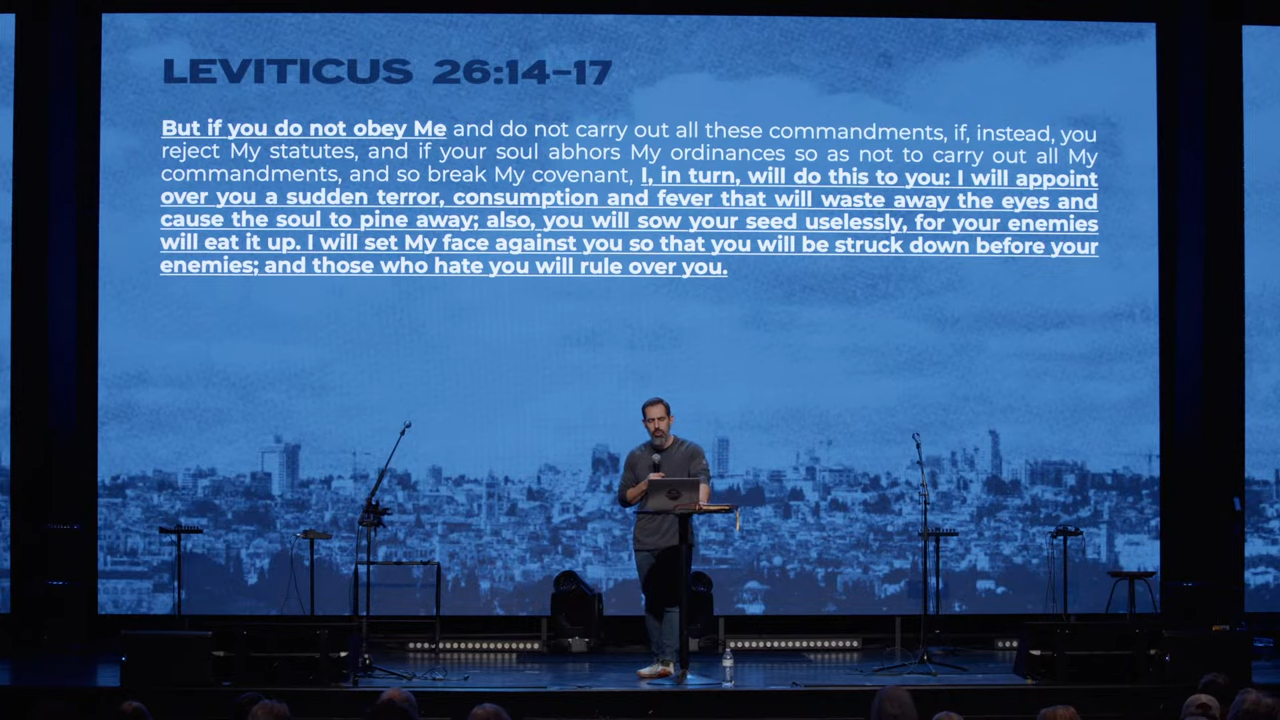 LEVITICUS 26:14-17
But if you do not obey Me and do not carry out all these commandments, if, instead, you
reject My statutes, and if your soul abhors My ordinances so as not to carry out all My
commandments, and so break My covenant, I, in turn, will do this to you: I will appoint
over you a sudden terror, consumption and fever that will waste away the eyes and
cause the soul to pine away; also, you will sow your seed uselessly, for your enemies
will eat it up. I will set My face against you so that you will be struck down before your
enemies; and those who hate you will rule over you.